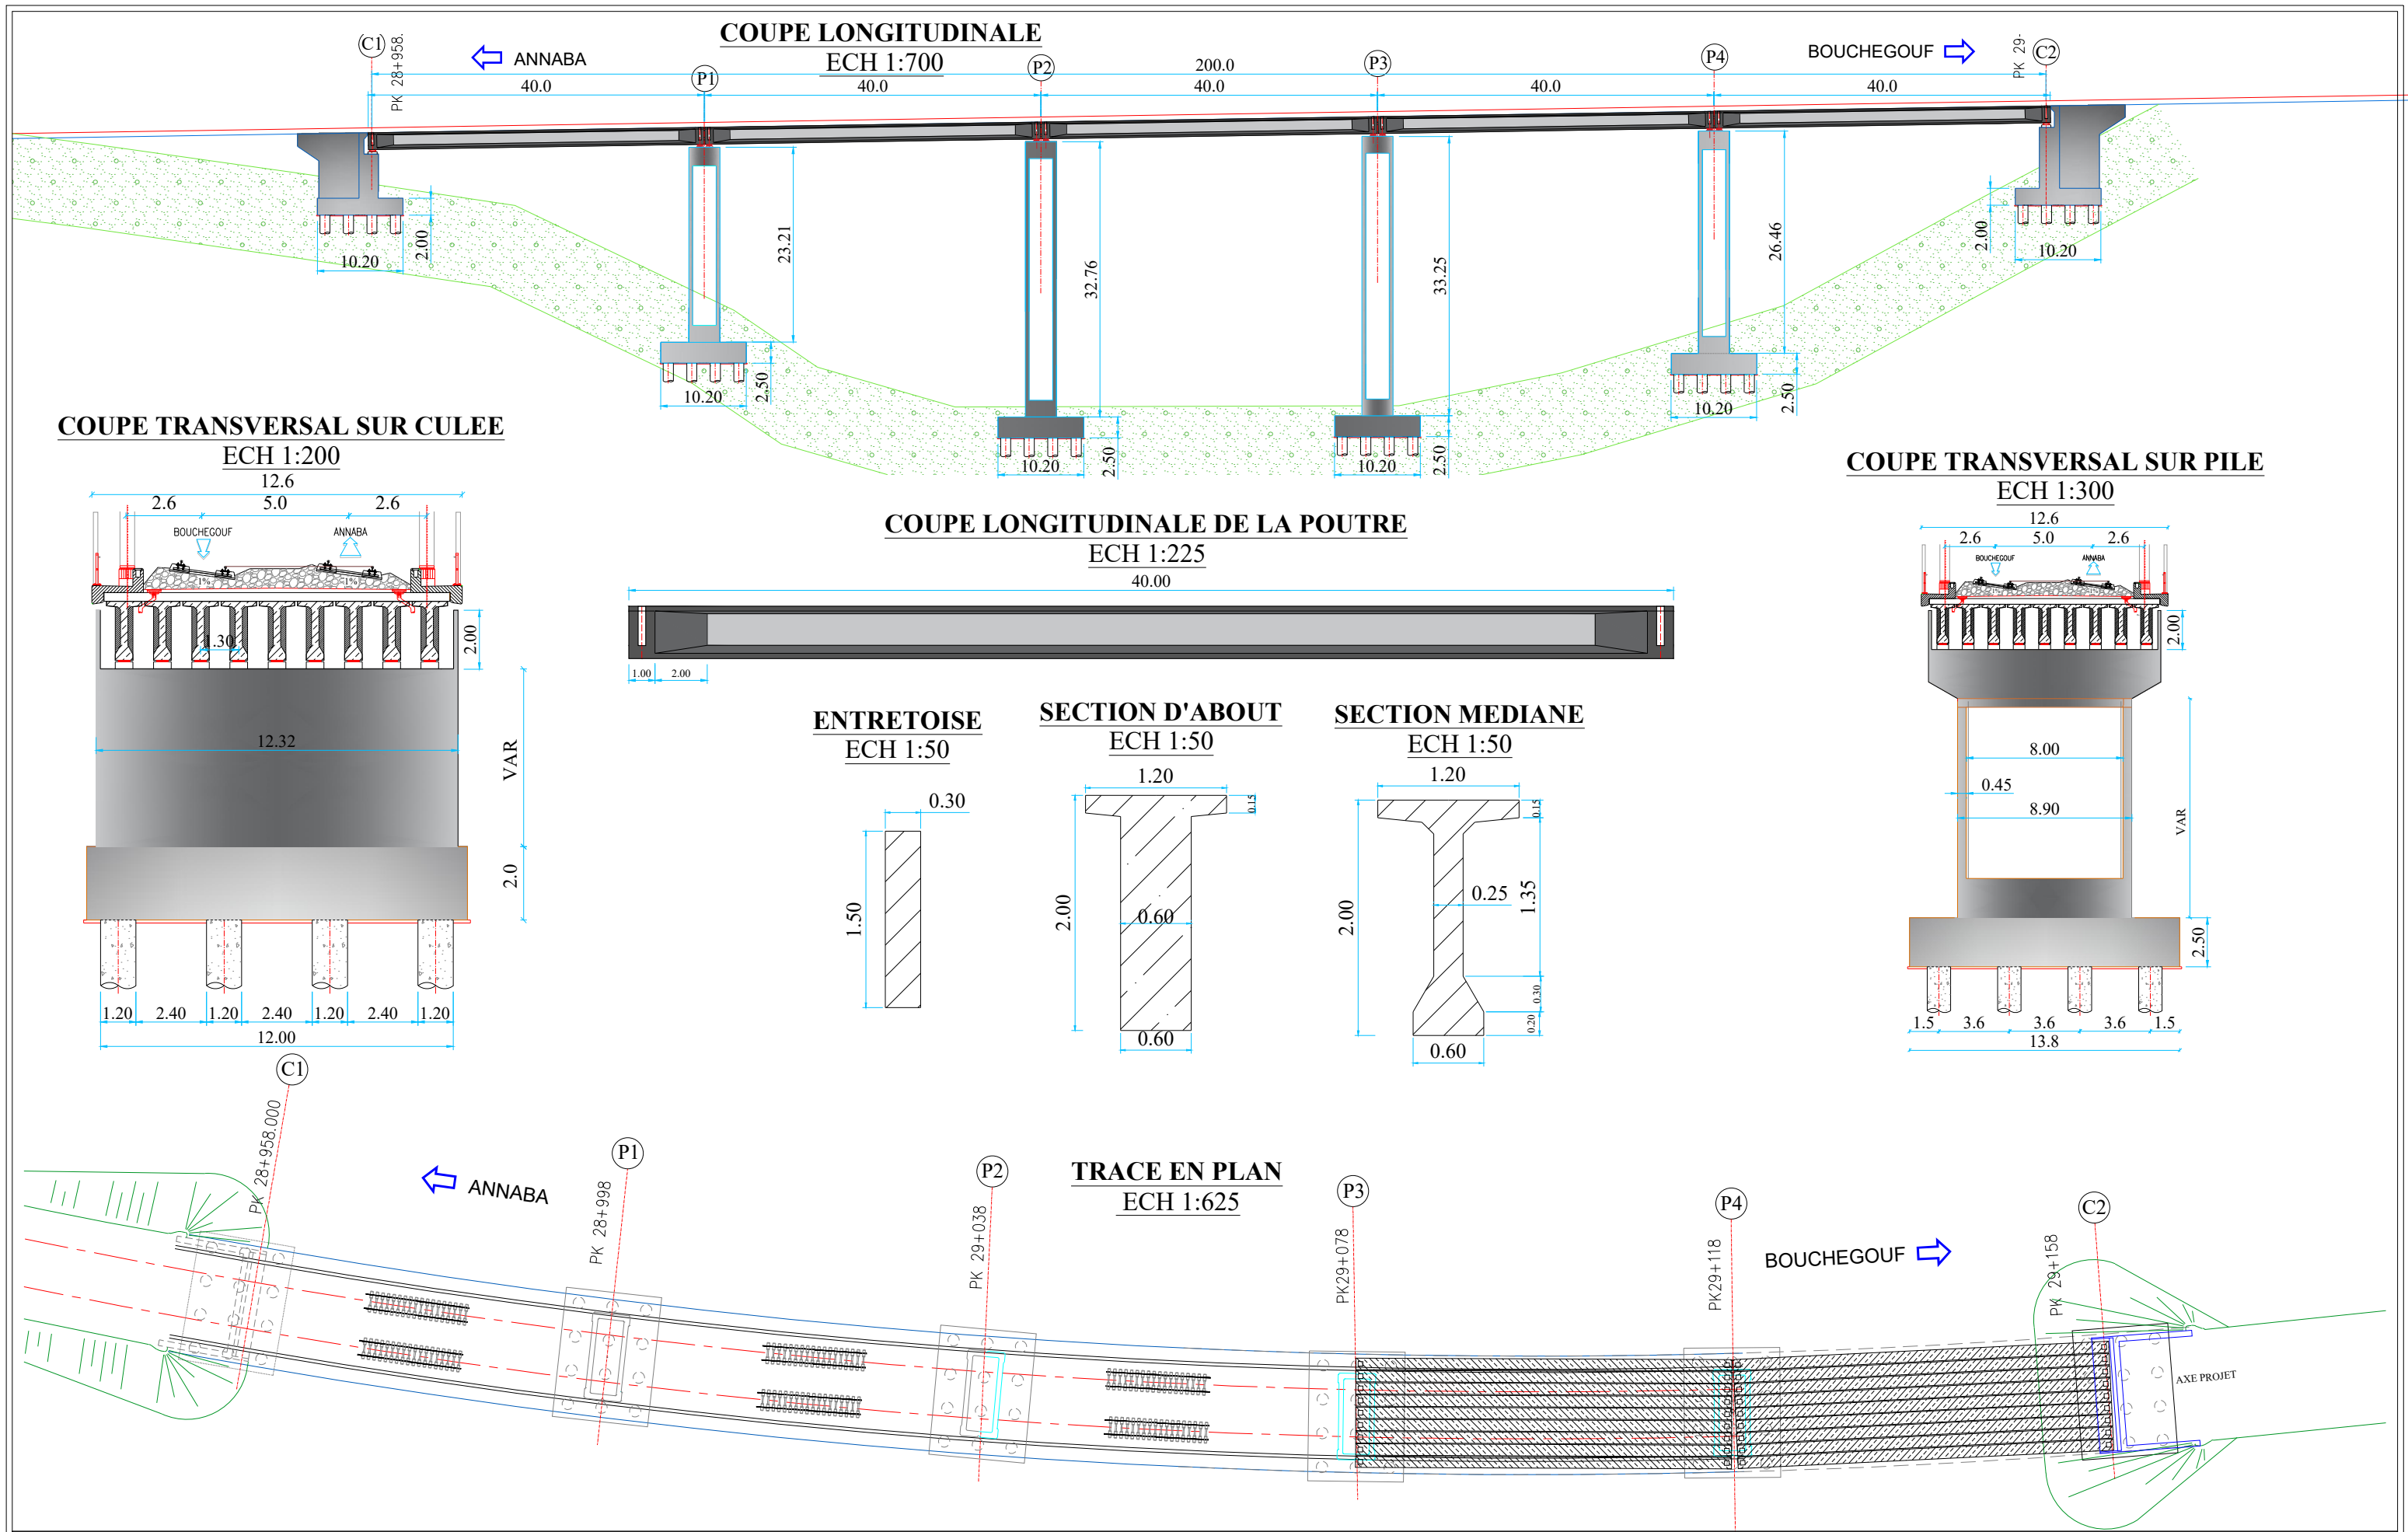 COUPE LONGITUDINALE
ECH 1:700
C1
PK 28+958.
ANNABA
P1
P2
P3
P4
BOUCHEGOUF
PK 29-
C2
200.0
40.0
40.0
40.0
40.0
40.0
2.00
10.20
23.21
2.50
10.20
32.76
2.50
10.20
33.25
2.50
10.20
26.46
2.50
10.20
2.00
10.20
COUPE TRANSVERSAL SUR CULEE
ECH 1:200
12.6
2.6
5.0
2.6
BOUCHEGOUF
ANNABA
1%
1%
1.30
2.00
12.32
VAR
2.0
1.20
2.40
1.20
2.40
1.20
2.40
1.20
12.00
COUPE LONGITUDINALE DE LA POUTRE
ECH 1:225
40.00
1.00
2.00
ENTRETOISE
ECH 1:50
0.30
1.50
SECTION D'ABOUT
ECH 1:50
1.20
0.15
2.00
0.60
0.60
SECTION MEDIANE
ECH 1:50
1.20
0.15
2.00
0.25
1.35
0.30
0.20
0.60
COUPE TRANSVERSAL SUR PILE
ECH 1:300
12.6
2.6
5.0
2.6
BOUCHEGOUF
ANNABA
2.00
8.00
0.45
8.90
VAR
2.50
1.5
3.6
3.6
3.6
1.5
13.8
TRACE EN PLAN
ECH 1:625
C1
PK 28+958.000
ANNABA
P1
PK 28+998
P2
PK 29+038
P3
PK29+078
P4
PK29+118
BOUCHEGOUF
C2
PK 29+158
AXE PROJET